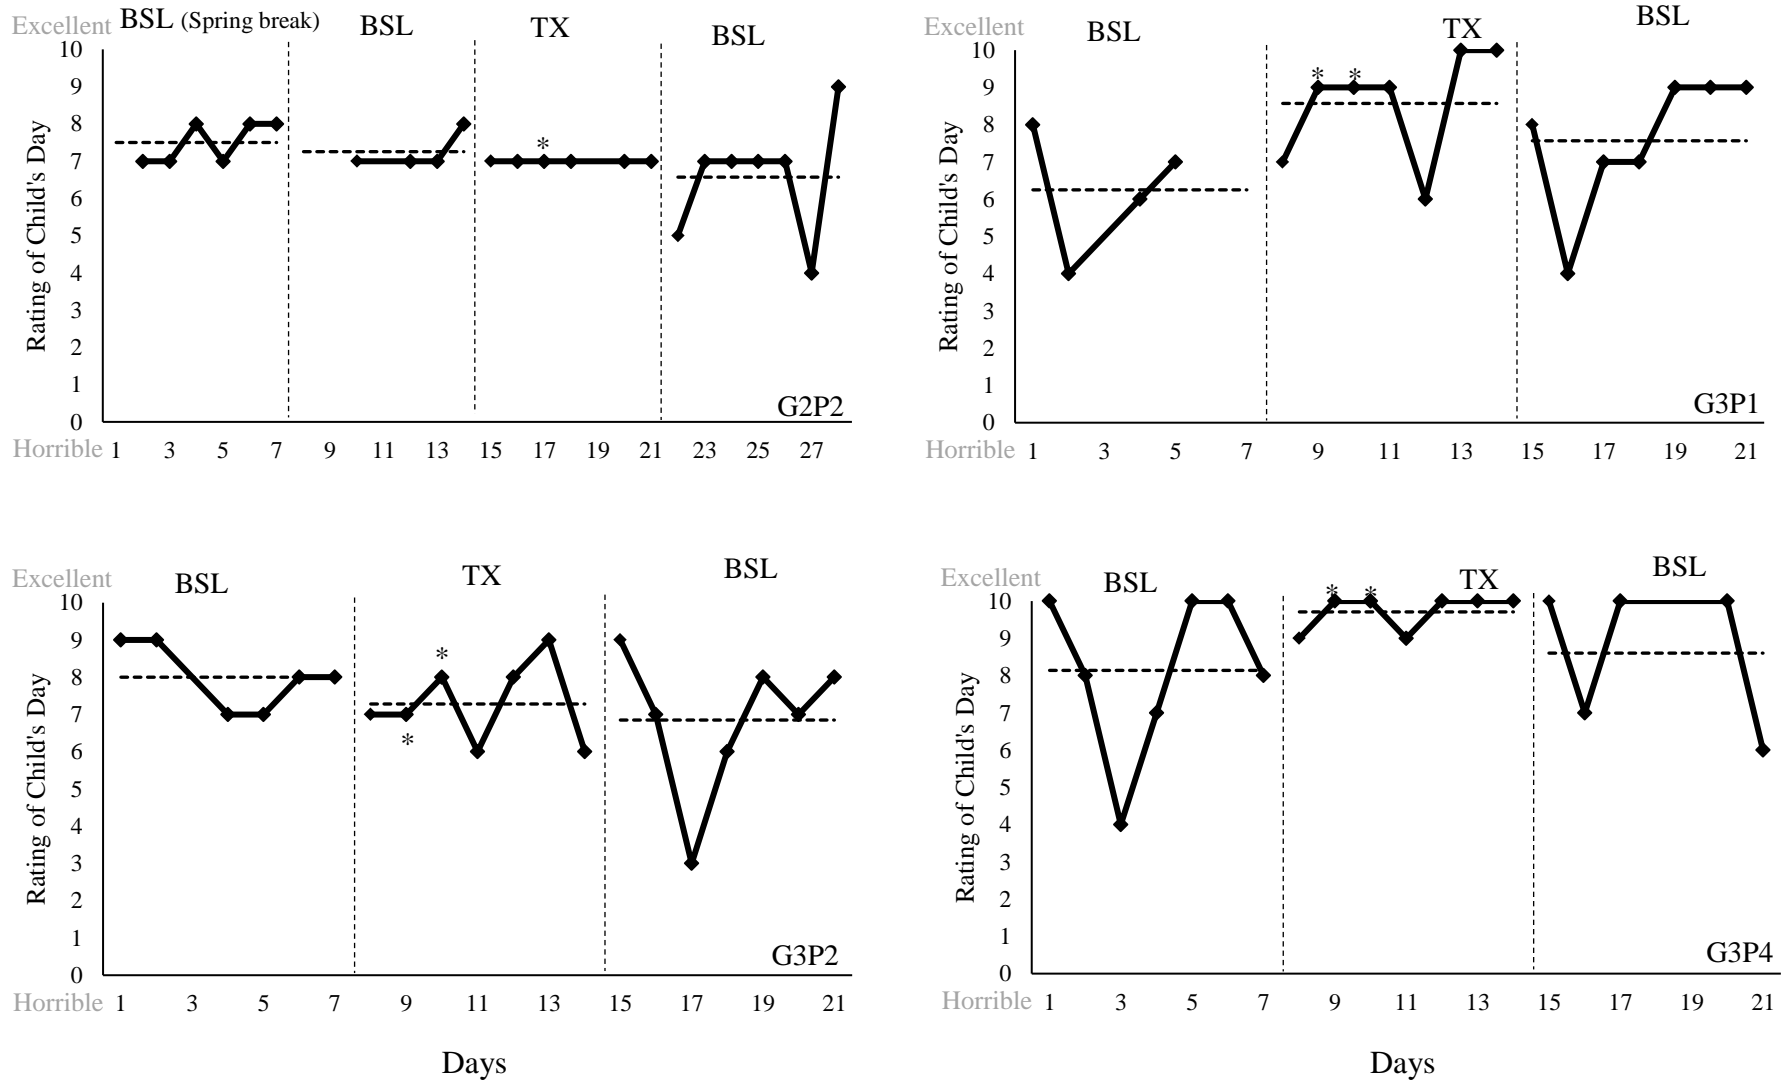 Excellent BSL (Spring break) BSL TX BSL
10
9
8
7
6
5
4
3
2
1
0
Rating of Child's Day
*
G2P2
Horrible 1 3 5 7 9 11 13 15 17 19 21 23 25 27
Excellent BSL TX BSL
10
9
8
7
6
5
4
3
2
1
0
Rating of Child's Day
* *
G3P1
Horrible 1 3 5 7 9 11 13 15 17 19 21
Excellent BSL TX BSL
10
9
8
7
6
5
4
3
2
1
0
Rating of Child's Day
*
*
G3P2
Horrible 1 3 5 7 9 11 13 15 17 19 21
Days
Excellent BSL TX BSL
10
9
8
7
6
5
4
3
2
1
0
Rating of Child's Day
* *
G3P4
Horrible 1 3 5 7 9 11 13 15 17 19 21
Days